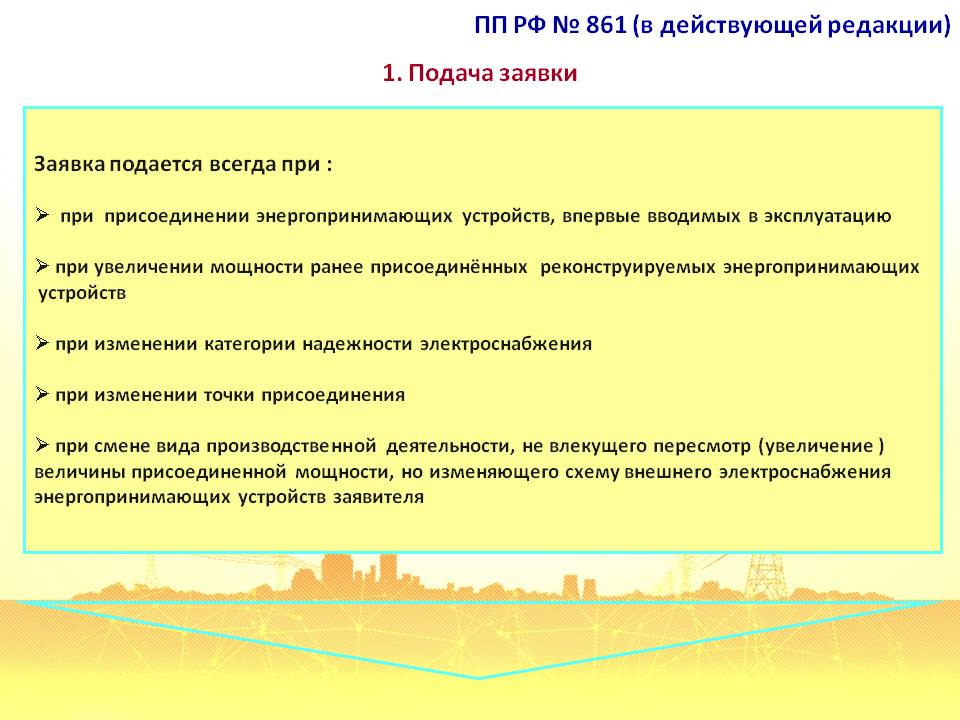 ПП РФ № 861 (в действующей редакции)
1. Подача заявки
Заявка подается всегда при :
➢ при присоединении энергопринимающих устройств, впервые вводимых в эксплуатацию
➢ при увеличении мощности ранее присоединённых реконструируемых энергопринимающих
устройств
➢ при изменении категории надежности электроснабжения
➢ при изменении точки присоединения
➢ при смене вида производственной деятельности, не влекущего пересмотр (увеличение )
величины присоединенной мощности, но изменяющего схему внешнего электроснабжения
энергопринимающих устройств заявителя